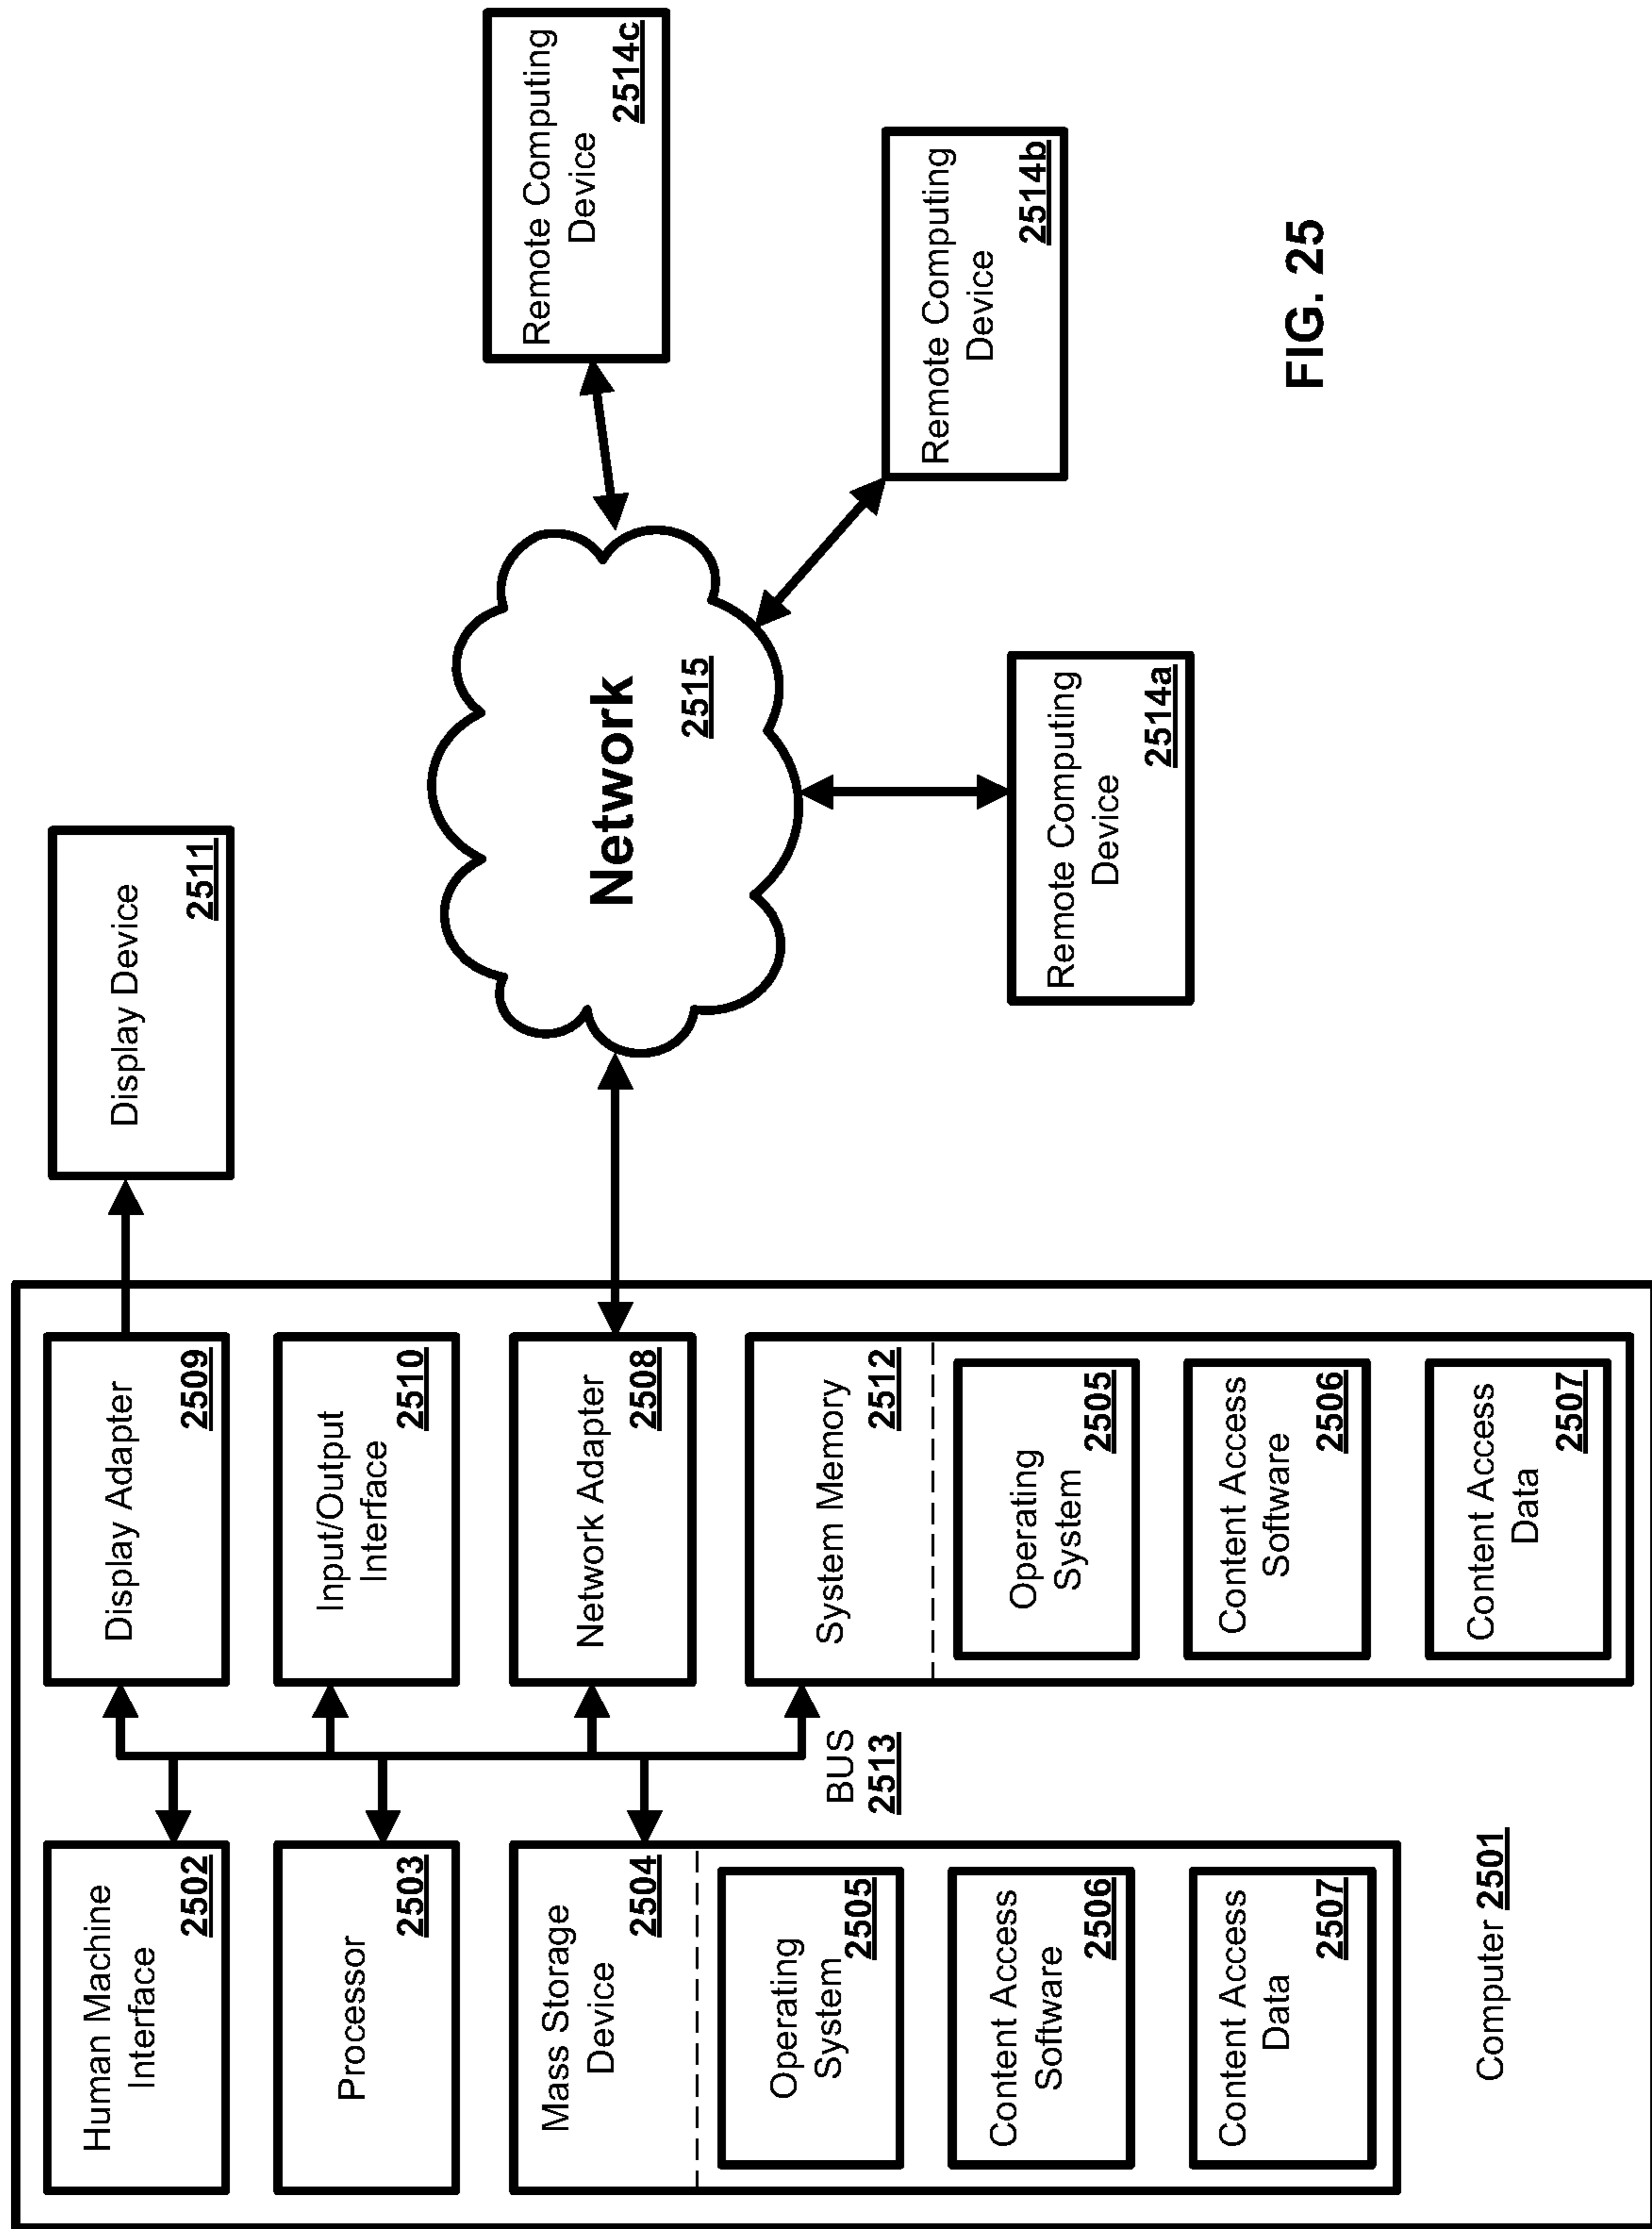 Human Machine
Interface
2502
Processor
2503
Mass Storage
Device
2504
Operating
System
2505
Content Access
Software
2506
Content Access
Data
2507
Computer 2501
BUS
2513
Display Adapter
2509
Input/Output
Interface
2510
Network Adapter
2508
System Memory
2512
Operating
System
2505
Content Access
Software
2506
Content Access
Data
2507
Display Device
2511
Network
2515
Remote Computing
Device
2514a
Remote Computing
Device
2514b
Remote Computing
Device
2514c
FIG. 25